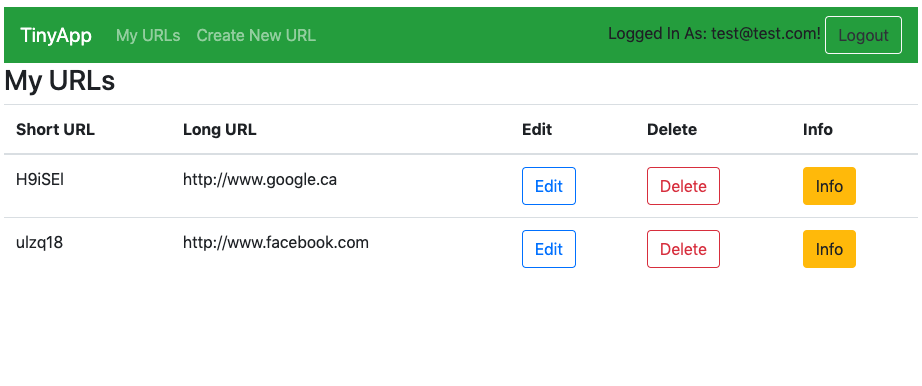 TinyApp My URLs Create New URL Logged In As: test@test.com! Logout
My URLs
Short URL Long URL Edit Delete Info
H9iSEl http://www.google.ca Edit Delete Info
ulzq18 http://www.facebook.com Edit Delete Info